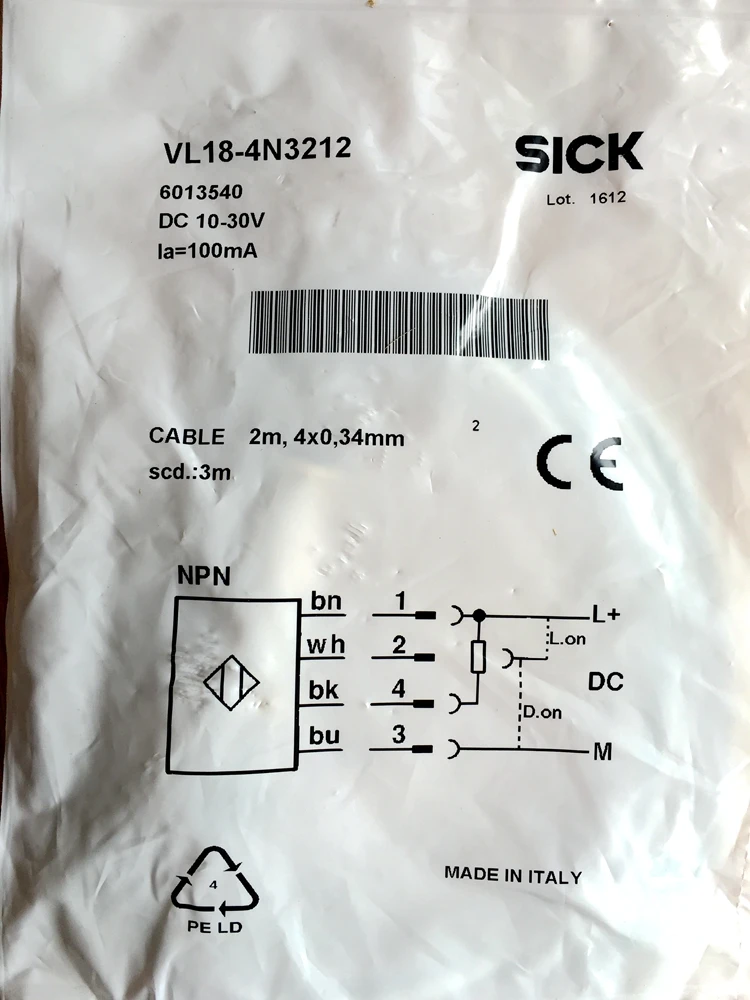 VL18-4N3212
SICK
6013540
Lot. 1612
DC 10-30V
Ia=100mA
CABLE 2m, 4x0,34mm 2
CE
scd.:3m
NPN
bn 1 L+
L.on
wh 2
DC
bk 4
D.on
bu 3 M
4
PE LD
MADE IN ITALY